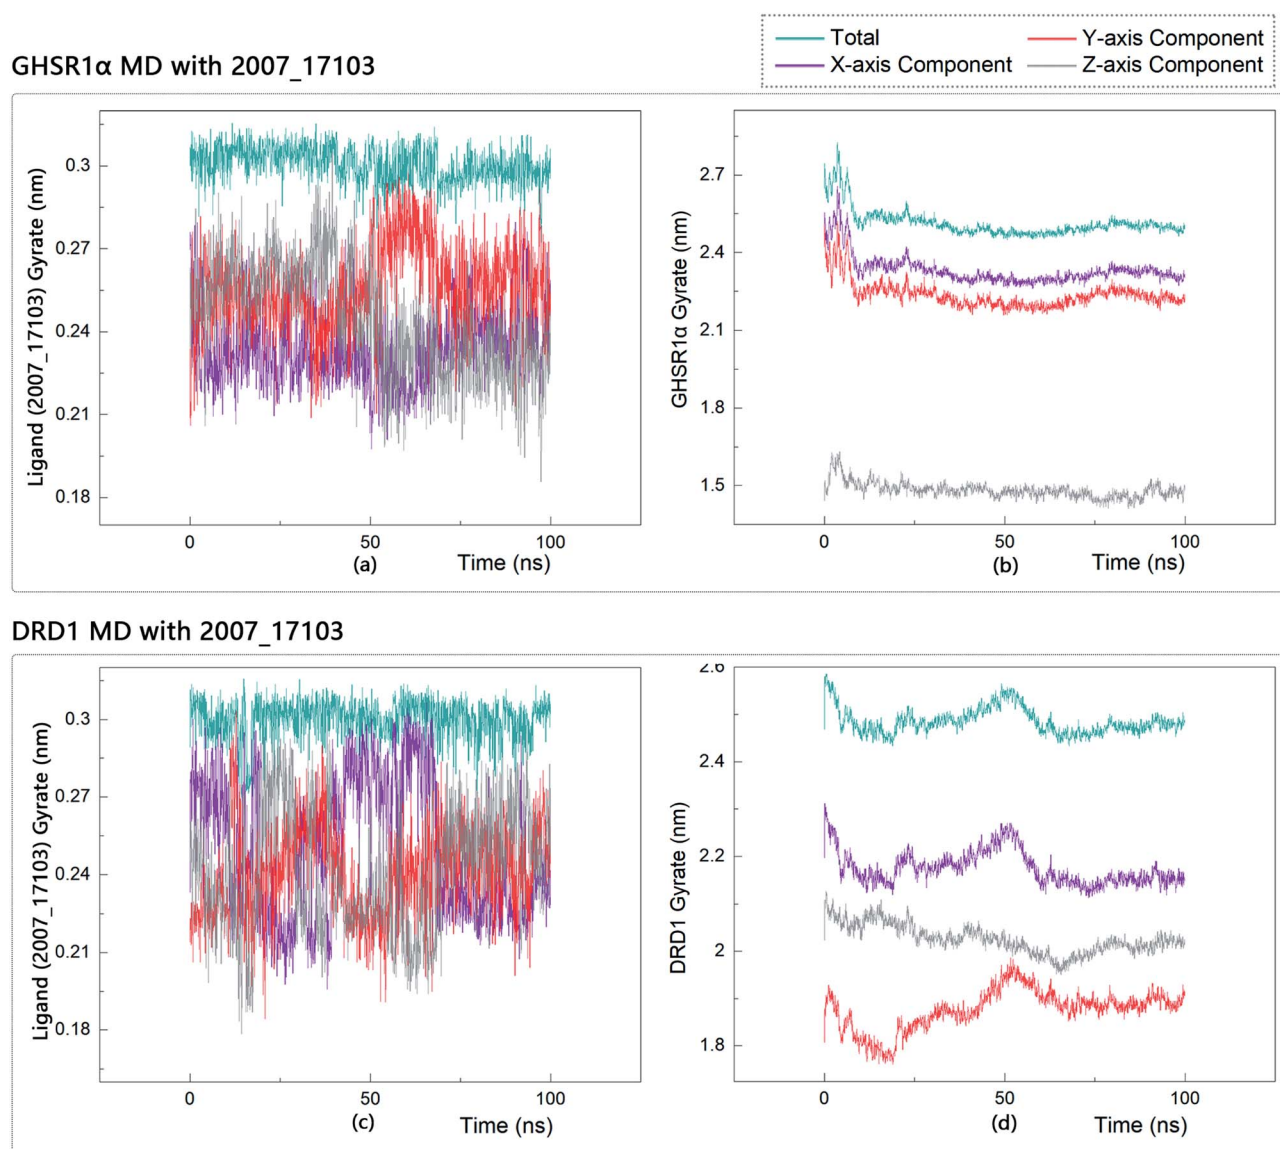 Total
Y-axis Component
X-axis Component
Z-axis Component
GHSR1α MD with 2007_17103
Ligand (2007_17103) Gyrate (nm)
0.3
0.27
0.24
0.21
0.18
0
50
100
(a)
Time (ns)
GHSR1α Gyrate (nm)
2.7
2.4
2.1
1.8
1.5
0
50
100
(b)
Time (ns)
DRD1 MD with 2007_17103
Ligand (2007_17103) Gyrate (nm)
0.3
0.27
0.24
0.21
0.18
0
50
100
(c)
Time (ns)
DRD1 Gyrate (nm)
2.6
2.4
2.2
2
1.8
0
50
100
(d)
Time (ns)